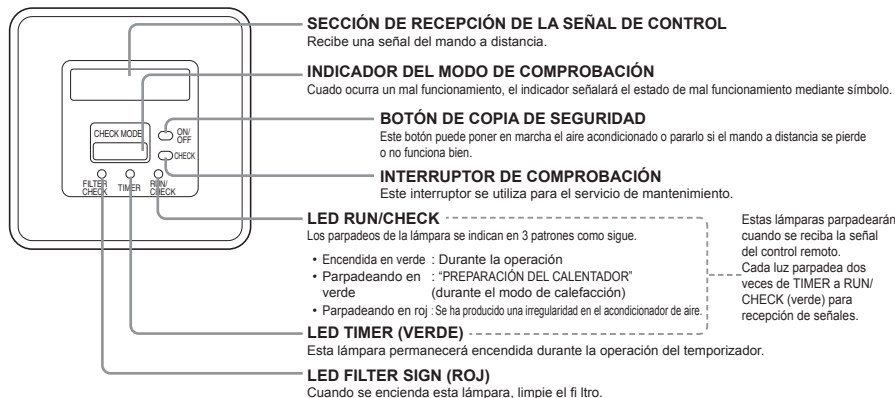 SECCIÓN DE RECEPCIÓN DE LA SEÑAL DE CONTROL
Recibe una señal del mando a distancia.
INDICADOR DEL MODO DE COMPROBACIÓN
Cuado ocurra un mal funcionamiento, el indicador señalará el estado de mal funcionamiento mediante símbolo.
BOTÓN DE COPIA DE SEGURIDAD
Este botón puede poner en marcha el aire acondicionado o pararlo si el mando a distancia se pierde
o no funciona bien.
INTERRUPTOR DE COMPROBACIÓN
Este interruptor se utiliza para el servicio de mantenimiento.
LED RUN/CHECK
Los parpadeos de la lámpara se indican en 3 patrones como sigue.
• Encendida en verde : Durante la operación
• Parpadeando en : “PREPARACIÓN DEL CALENTADOR”
verde (durante el modo de calefacción)
• Parpadeando en roj : Se ha producido una irregularidad en el acondicionador de aire.
LED TIMER (VERDE)
Esta lámpara permanecerá encendida durante la operación del temporizador.
LED FILTER SIGN (ROJ)
Cuando se encienda esta lámpara, limpie el fi ltro.
Estas lámparas parpadearán
cuando se reciba la señal
del control remoto.
Cada luz parpadea dos
veces de TIMER a RUN/
CHECK (verde) para
recepción de señales.
CHECK MODE
ON/
OFF
CHECK
FILTER
CHECK
TIMER
RUN/
CHECK